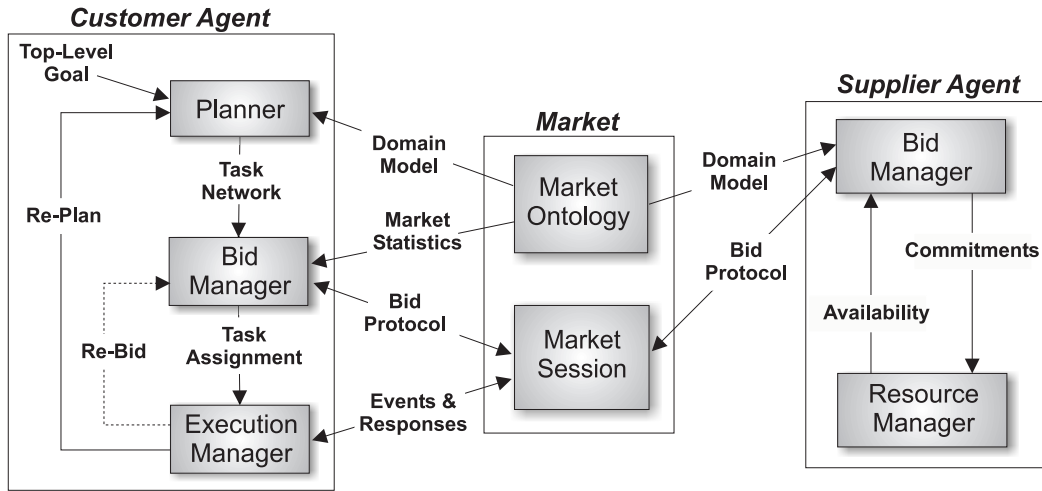 Customer Agent
Top-Level
Goal
Planner
Task
Network
Re-Plan
Bid
Manager
Re-Bid
Task
Assignment
Execution
Manager
Domain
Model
Market
Statistics
Bid
Protocol
Events &
Responses
Market
Market
Ontology
Market
Session
Domain
Model
Bid
Protocol
Supplier Agent
Bid
Manager
Commitments
Availability
Resource
Manager